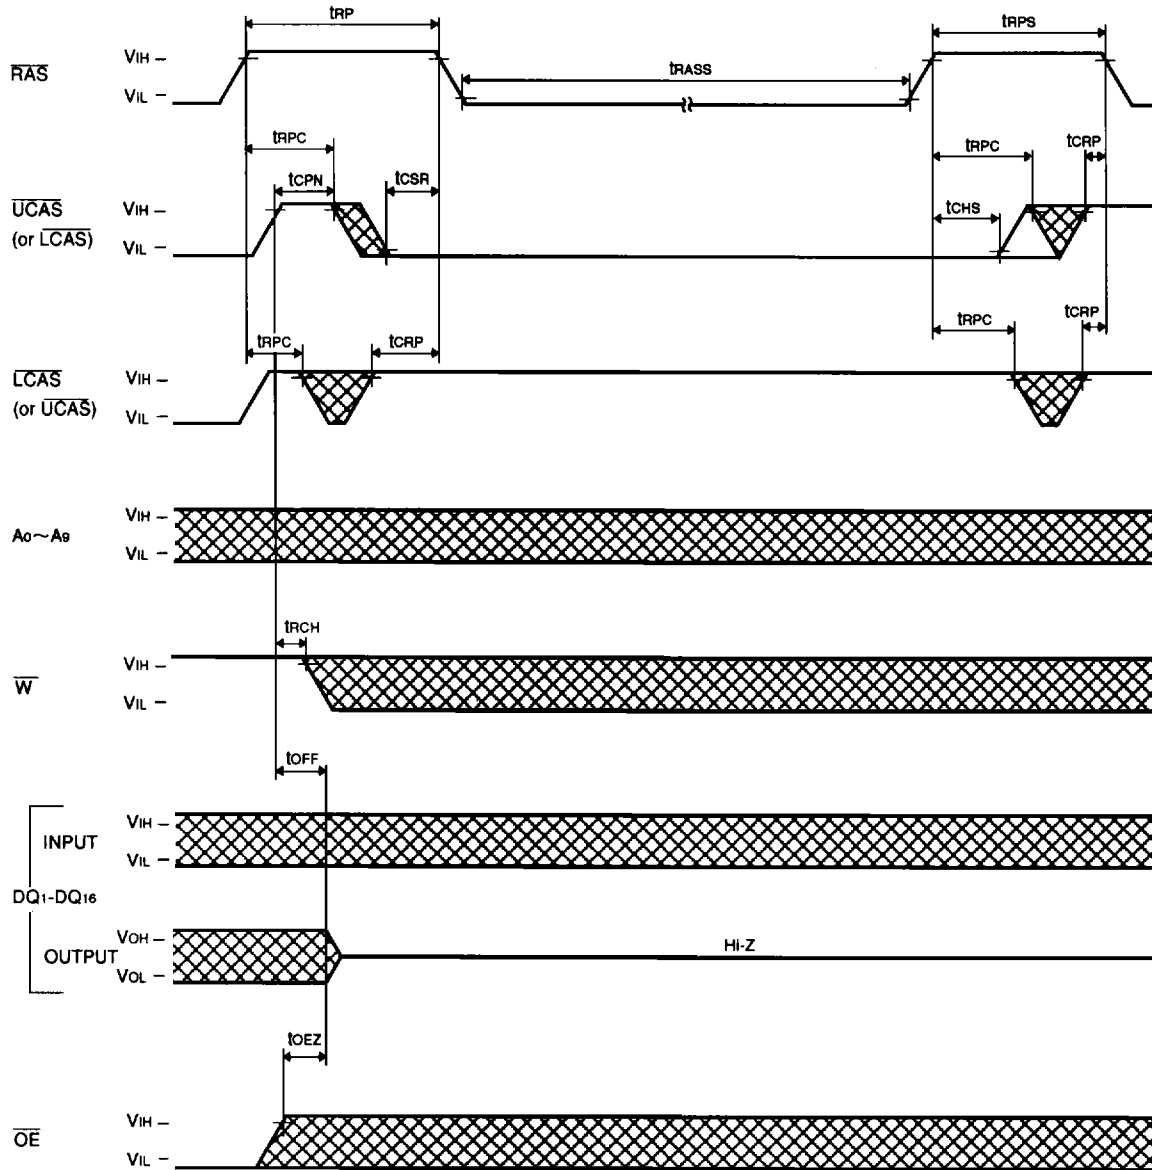 tRP
tRPS
RAS
VIH
VIL
tRASS
tRPC
tCPN
tCSR
tRPC
tCRP
tCHS
UCAS
(or LCAS)
VIH
VIL
tRPC
tCRP
tRPC
tCRP
LCAS
(or UCAS)
VIH
VIL
A0~A9
VIH
VIL
tRCH
W
VIH
VIL
tOFF
INPUT
VIH
VIL
DQ1-DQ16
OUTPUT
VOH
VOL
Hi-Z
tOEZ
OE
VIH
VIL